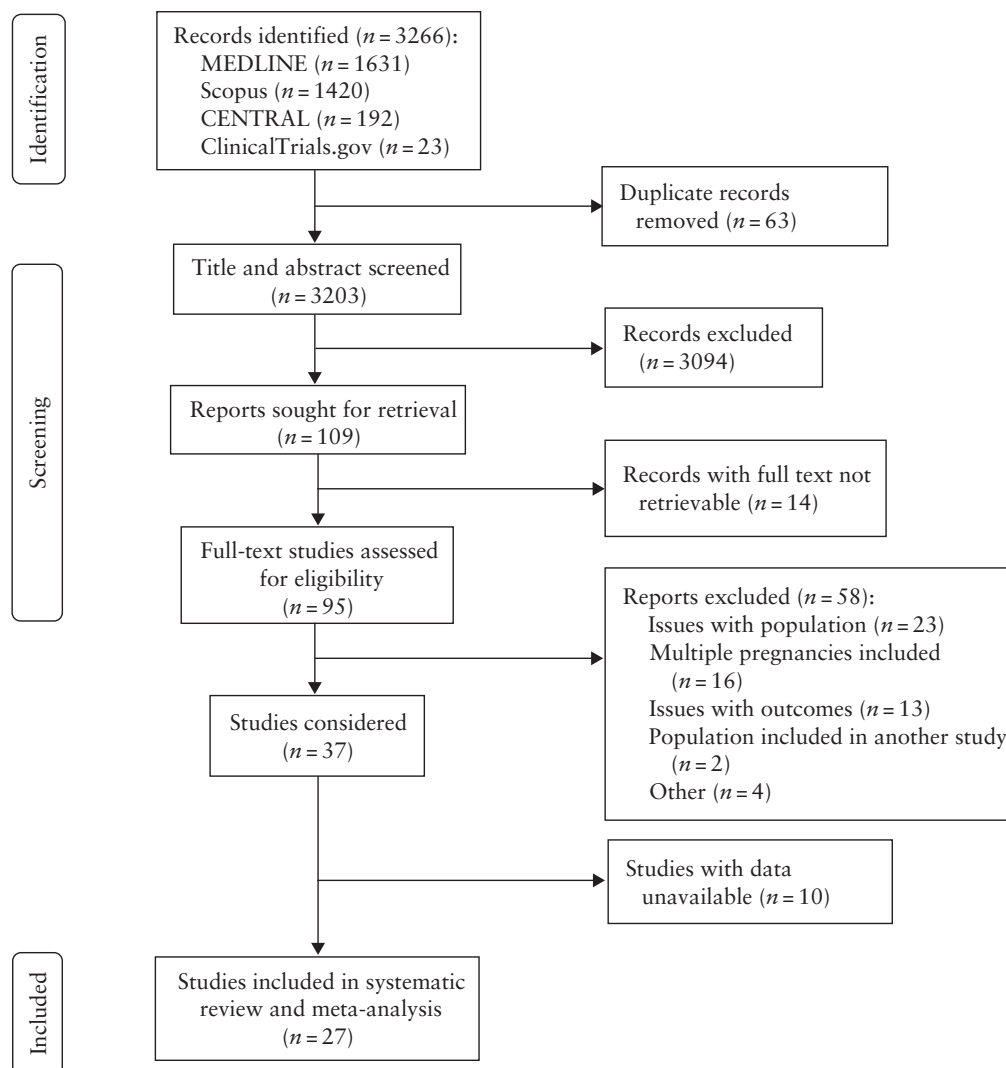 Identification
Records identified (n = 3266):
MEDLINE (n = 1631)
Scopus (n = 1420)
CENTRAL (n = 192)
ClinicalTrials.gov (n = 23)
Duplicate records
removed (n = 63)
Screening
Title and abstract screened
(n = 3203)
Records excluded
(n = 3094)
Reports sought for retrieval
(n = 109)
Records with full text not
retrievable (n = 14)
Full-text studies assessed
for eligibility
(n = 95)
Reports excluded (n = 58):
Issues with population (n = 23)
Multiple pregnancies included
(n = 16)
Issues with outcomes (n = 13)
Population included in another study
(n = 2)
Other (n = 4)
Studies considered
(n = 37)
Studies with data
unavailable (n = 10)
Included
Studies included in systematic
review and meta-analysis
(n = 27)